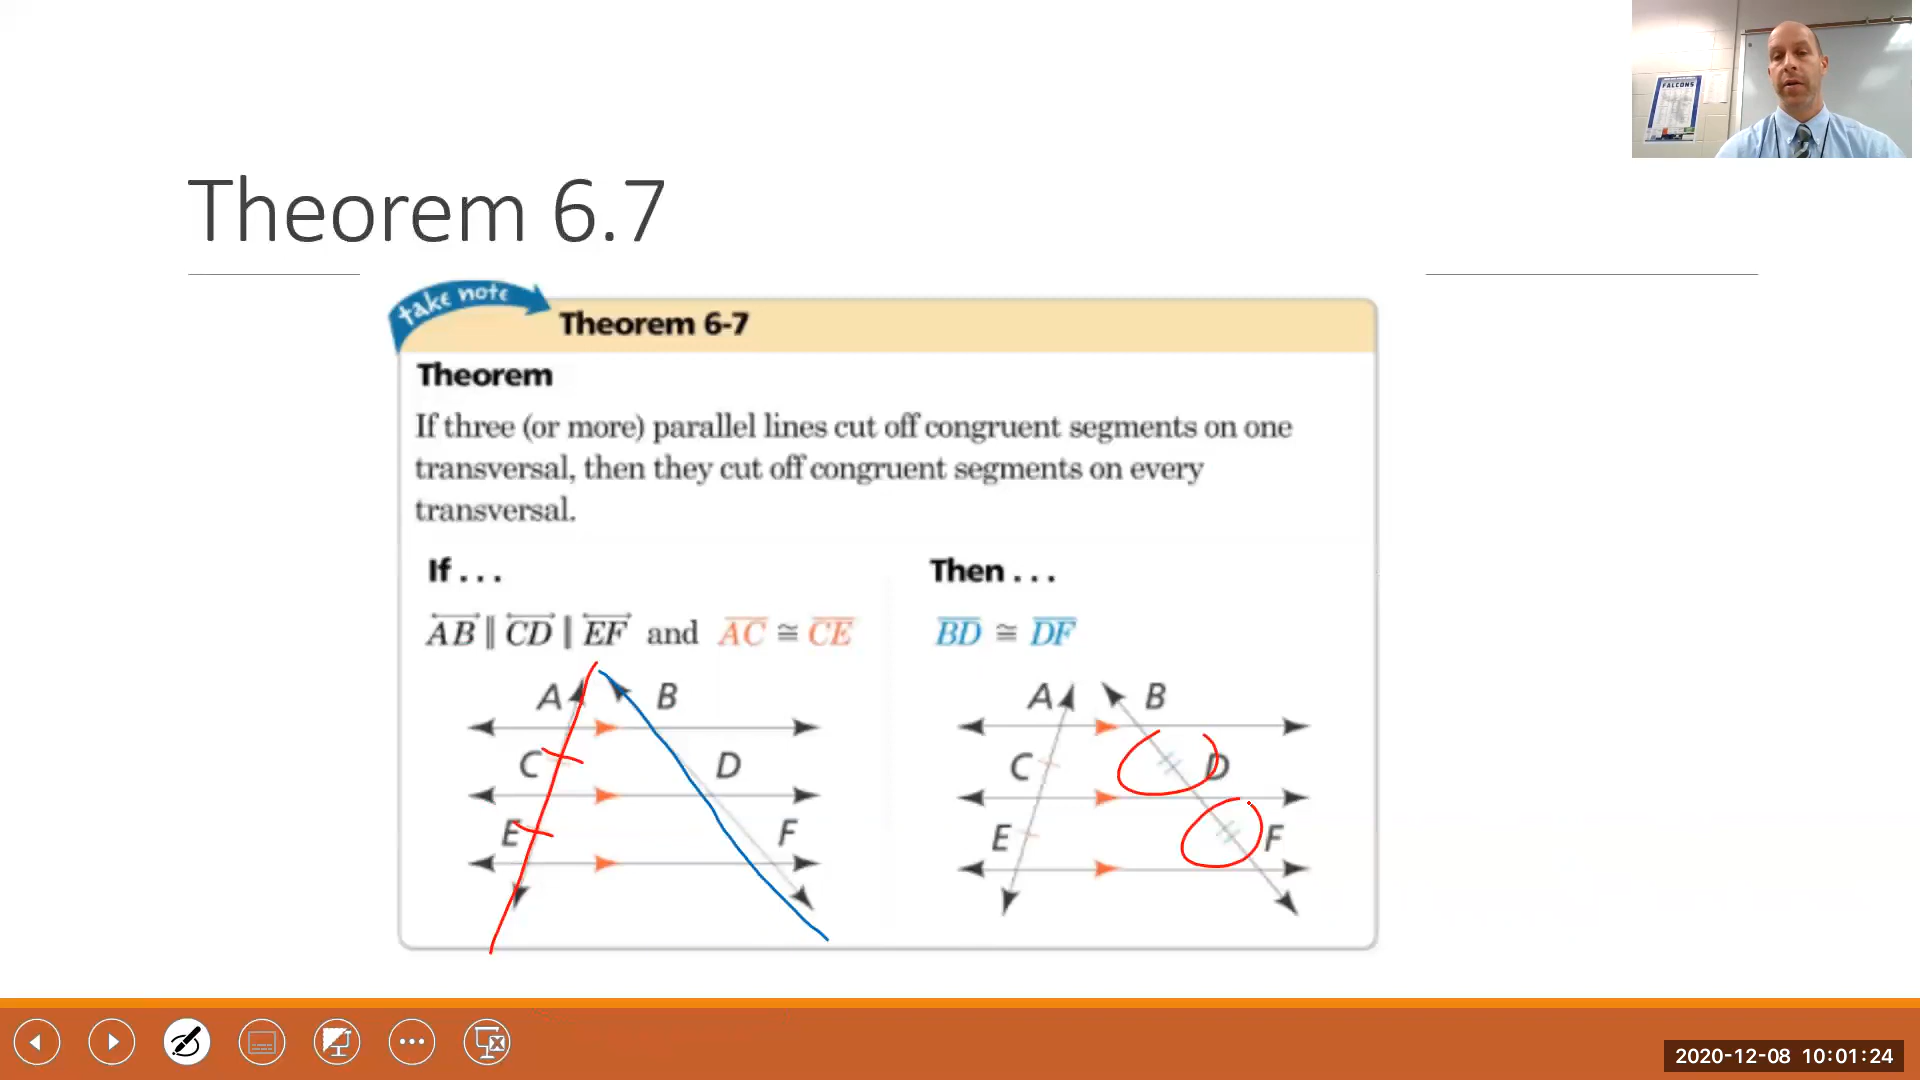 FALCONS
Theorem 6.7
take note
Theorem 6-7
Theorem
If three (or more) parallel lines cut off congruent segments on one
transversal, then they cut off congruent segments on every
transversal.
If . . .
Then . . .
AB ∥ CD ∥ EF and AC ≅ CE
BD ≅ DF
A B
C D
E F
A B
C D
E F
2020-12-08 10:01:24